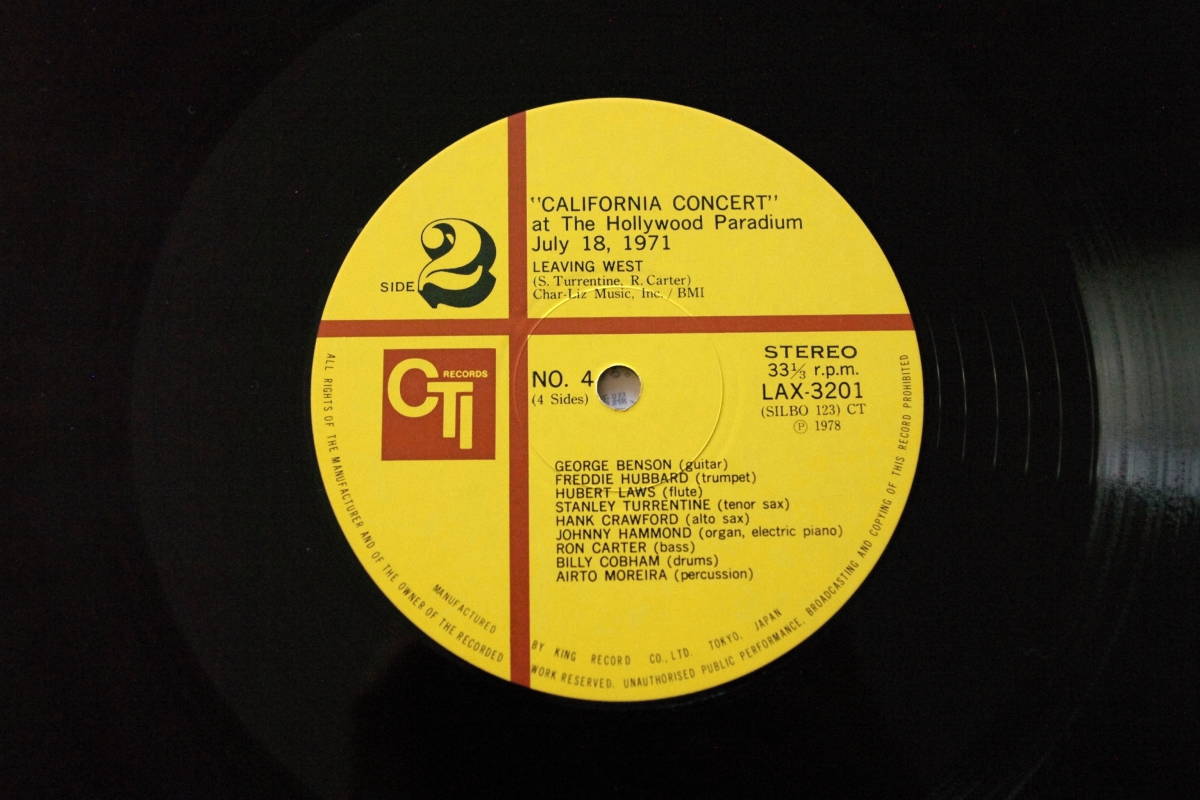 "CALIFORNIA CONCERT"
at The Hollywood Paradium
July 18, 1971
LEAVING WEST
(S. Turrentine, R. Carter)
Char-Liz Music, Inc. / BMI
SIDE 2
CTI RECORDS
NO. 4
(4 Sides)
STEREO
33⅓ r.p.m.
LAX-3201
(SILBO 123) CT
Ⓟ 1978
GEORGE BENSON (guitar)
FREDDIE HUBBARD (trumpet)
HUBERT LAWS (flute)
STANLEY TURRENTINE (tenor sax)
HANK CRAWFORD (alto sax)
JOHNNY HAMMOND (organ, electric piano)
RON CARTER (bass)
BILLY COBHAM (drums)
AIRTO MOREIRA (percussion)
MANUFACTURED BY KING RECORD CO., LTD. TOKYO, JAPAN
ALL RIGHTS OF THE MANUFACTURER AND OF THE OWNER OF THE RECORDED WORK RESERVED. UNAUTHORISED PUBLIC PERFORMANCE, BROADCASTING AND COPYING OF THIS RECORD PROHIBITED